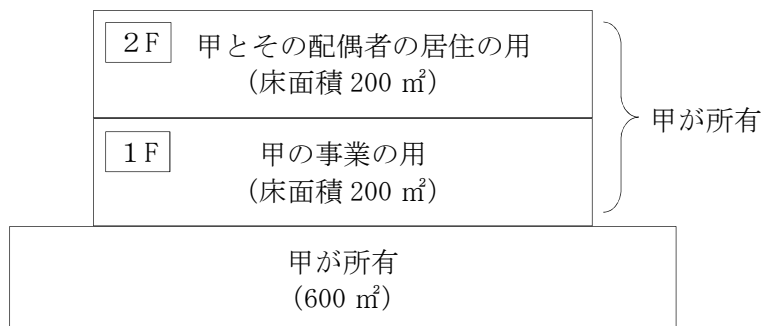 ２Ｆ 甲とその配偶者の居住の用
（床面積 200 ㎡）
甲が所有
１Ｆ 甲の事業の用
（床面積 200 ㎡）
甲が所有
（600 ㎡）